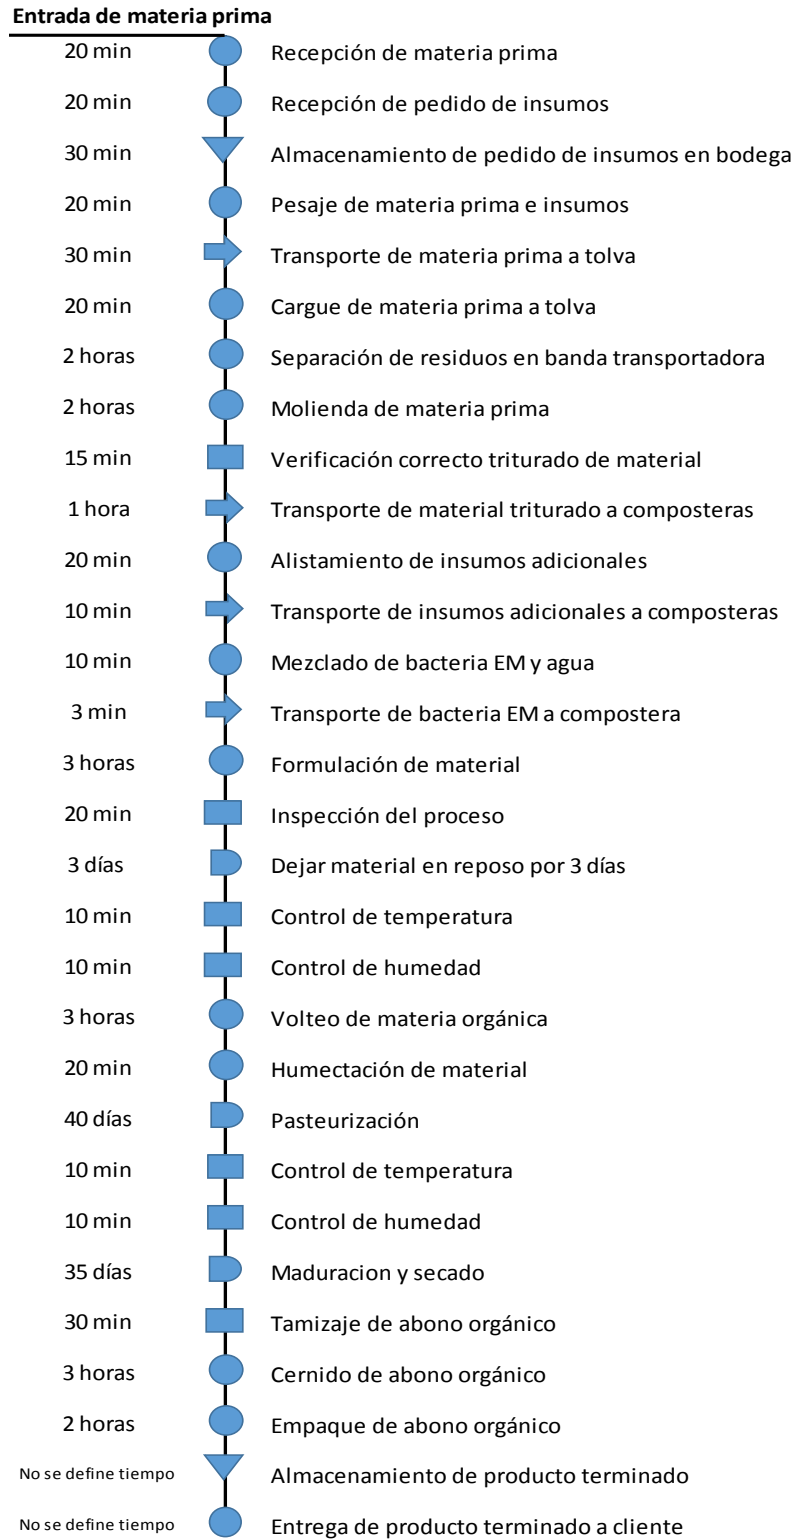 Entrada de materia prima
20 min Recepción de materia prima
20 min Recepción de pedido de insumos
30 min Almacenamiento de pedido de insumos en bodega
20 min Pesaje de materia prima e insumos
30 min Transporte de materia prima a tolva
20 min Cargue de materia prima a tolva
2 horas Separación de residuos en banda transportadora
2 horas Molienda de materia prima
15 min Verificación correcto triturado de material
1 hora Transporte de material triturado a composteras
20 min Alistamiento de insumos adicionales
10 min Transporte de insumos adicionales a composteras
10 min Mezclado de bacteria EM y agua
3 min Transporte de bacteria EM a compostera
3 horas Formulación de material
20 min Inspección del proceso
3 días Dejar material en reposo por 3 días
10 min Control de temperatura
10 min Control de humedad
3 horas Volteo de materia orgánica
20 min Humectación de material
40 días Pasteurización
10 min Control de temperatura
10 min Control de humedad
35 días Maduracion y secado
30 min Tamizaje de abono orgánico
3 horas Cernido de abono orgánico
2 horas Empaque de abono orgánico
No se define tiempo Almacenamiento de producto terminado
No se define tiempo Entrega de producto terminado a cliente